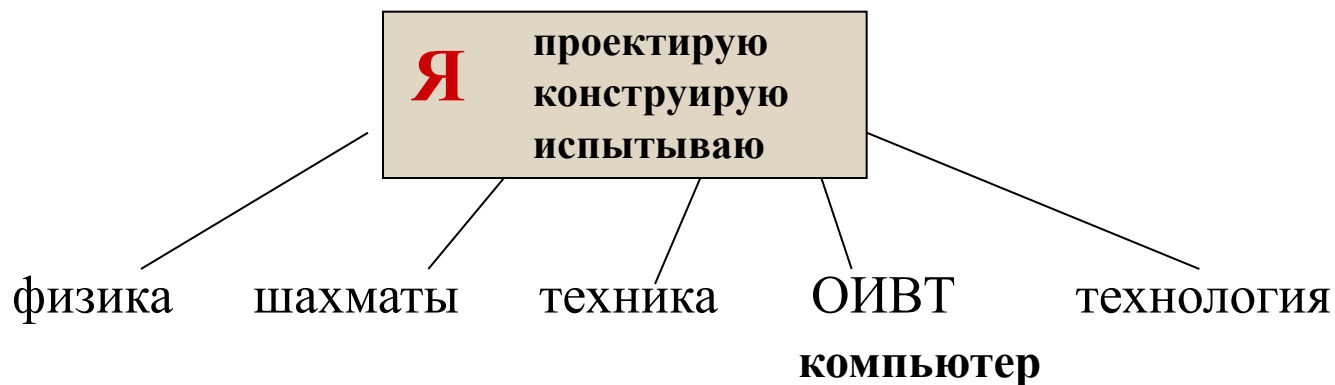 Я
проектирую
конструирую
испытываю
физика шахматы техника ОИВТ технология
компьютер